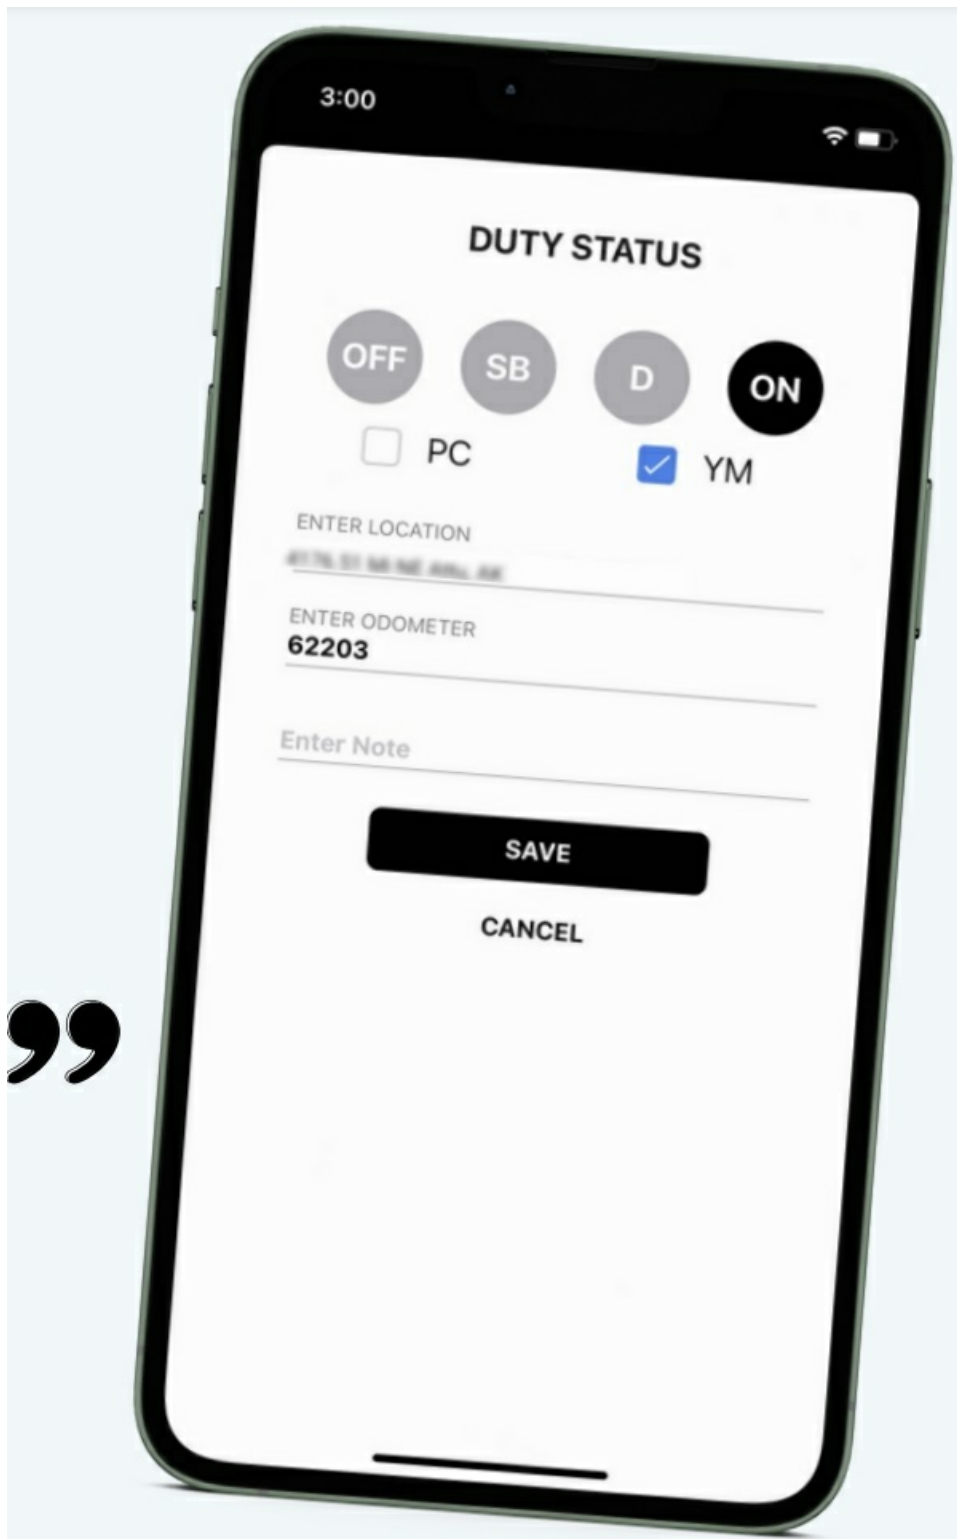 3:00
DUTY STATUS
OFF SB D ON
PC YM
ENTER LOCATION
ENTER ODOMETER
62203
Enter Note
SAVE
CANCEL
”